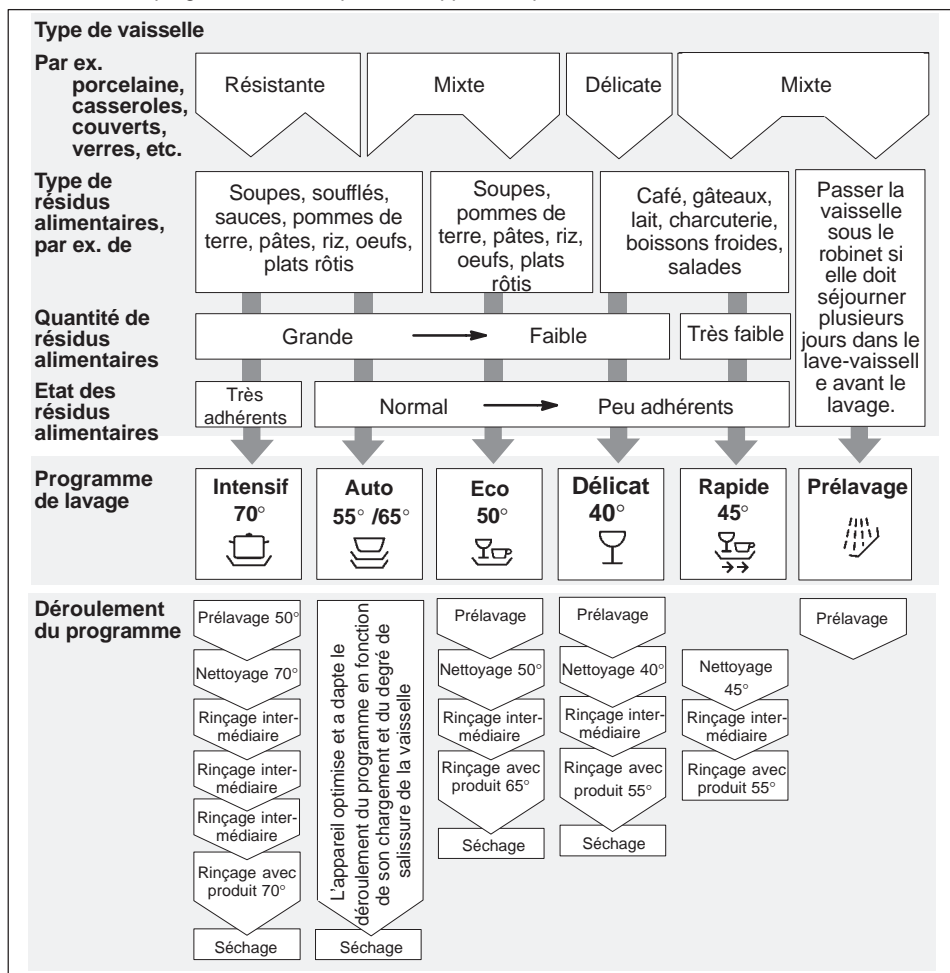 Type de vaisselle
Par ex.
porcelaine,
casseroles,
couverts,
verres, etc.
Résistante
Mixte
Délicate
Mixte
Type de
résidus
alimentaires,
par ex. de
Soupes, soufflés,
sauces, pommes de
terre, pâtes, riz, oeufs,
plats rôtis
Soupes,
pommes de
terre, pâtes, riz,
oeufs, plats
rôtis
Café, gâteaux,
lait, charcuterie,
boissons froides,
salades
Passer la
vaisselle
sous le
robinet si
elle doit
séjourner
plusieurs
jours dans le
lave-vaissell
e avant le
lavage.
Quantité de
résidus
alimentaires
Grande
Faible
Très faible
Etat des
résidus
alimentaires
Très
adhérents
Normal
Peu adhérents
Programme
de lavage
Intensif
70°
Auto
55° /65°
Eco
50°
Délicat
40°
Rapide
45°
Prélavage
Déroulement
du programme
Prélavage 50°
Nettoyage 70°
Rinçage inter-
médiaire
Rinçage inter-
médiaire
Rinçage inter-
médiaire
Rinçage avec
produit 70°
Séchage
L'appareil optimise et a dapte le
déroulement du programme en fonction
de son chargement et du degré de
salissure de la vaisselle
Séchage
Prélavage
Nettoyage 50°
Rinçage inter-
médiaire
Rinçage avec
produit 65°
Séchage
Prélavage
Nettoyage 40°
Rinçage inter-
médiaire
Rinçage avec
produit 55°
Séchage
Nettoyage
45°
Rinçage inter-
médiaire
Rinçage avec
produit 55°
Prélavage